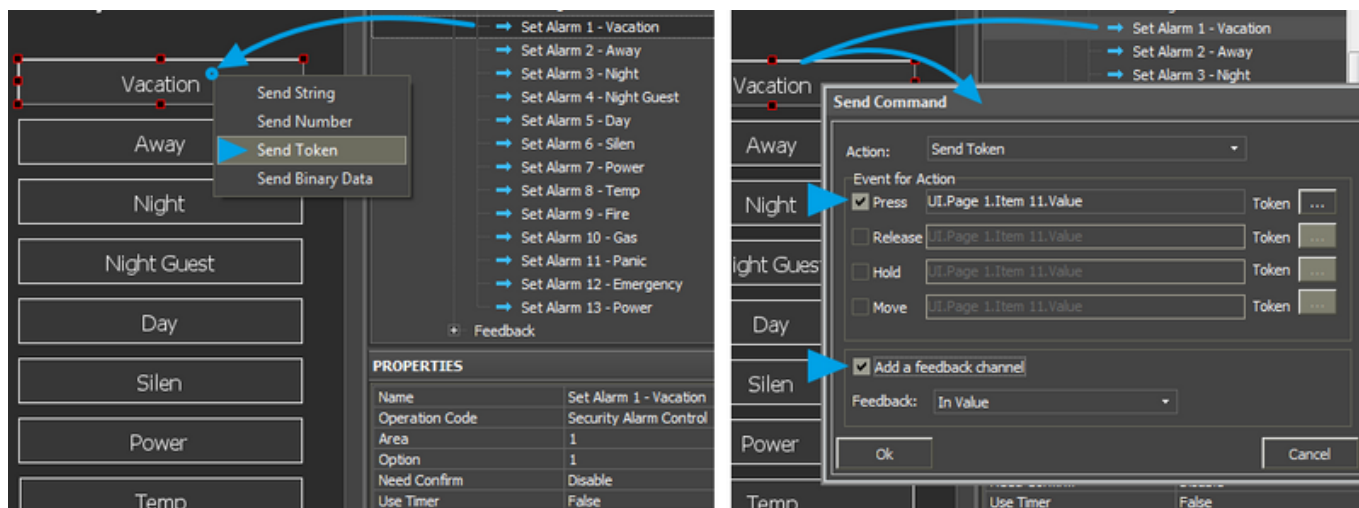 Vacation
Away
Night
Night Guest
Day
Silen
Power
Temp
Send String
Send Number
Send Token
Send Binary Data
Set Alarm 1 - Vacation
Set Alarm 2 - Away
Set Alarm 3 - Night
Set Alarm 4 - Night Guest
Set Alarm 5 - Day
Set Alarm 6 - Silen
Set Alarm 7 - Power
Set Alarm 8 - Temp
Set Alarm 9 - Fire
Set Alarm 10 - Gas
Set Alarm 11 - Panic
Set Alarm 12 - Emergency
Set Alarm 13 - Power
Feedback
PROPERTIES
Name Set Alarm 1 - Vacation
Operation Code Security Alarm Control
Area 1
Option 1
Need Confirm Disable
Use Timer False
Set Alarm 1 - Vacation
Set Alarm 2 - Away
Set Alarm 3 - Night
Vacation
Away
Night
ight Gues
Day
Silen
Power
Temp
Send Command
Action: Send Token
Event for Action
Press UI.Page 1.Item 11.Value Token ...
Release UI.Page 1.Item 11.Value Token ...
Hold UI.Page 1.Item 11.Value Token ...
Move UI.Page 1.Item 11.Value Token ...
Add a feedback channel
Feedback: In Value
Ok Cancel
Use Timer False